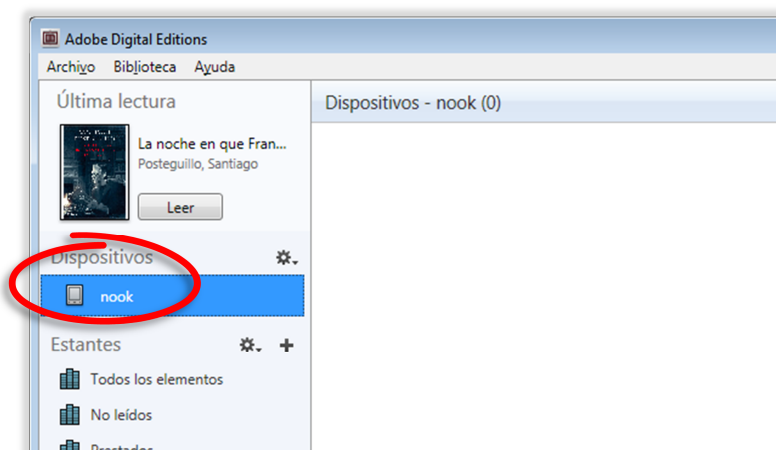 Adobe Digital Editions
Archivo Biblioteca Ayuda
Última lectura
La noche en que Fran...
Posteguillo, Santiago
Leer
Dispositivos
nook
Estantes
Todos los elementos
No leídos
Prestados
Dispositivos - nook (0)